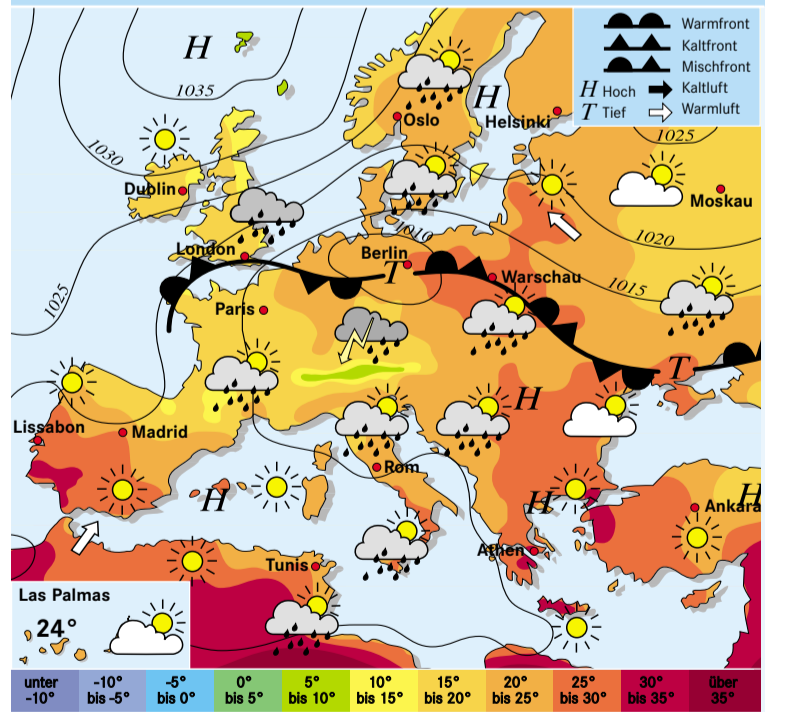 H
1035
1030
1025
H
Oslo
Helsinki
Warmfront
Kaltfront
Mischfront
H Hoch
Kaltluft
T Tief
Warmluft
1025
Dublin
Moskau
London
1010
Berlin
T
1020
Warschau
1015
1025
Paris
T
H
Lissabon
Madrid
Rom
H
H
H
Ankara
Athen
Tunis
Las Palmas
24°
unter -10°
-10° bis -5°
-5° bis 0°
0° bis 5°
5° bis 10°
10° bis 15°
15° bis 20°
20° bis 25°
25° bis 30°
30° bis 35°
über 35°